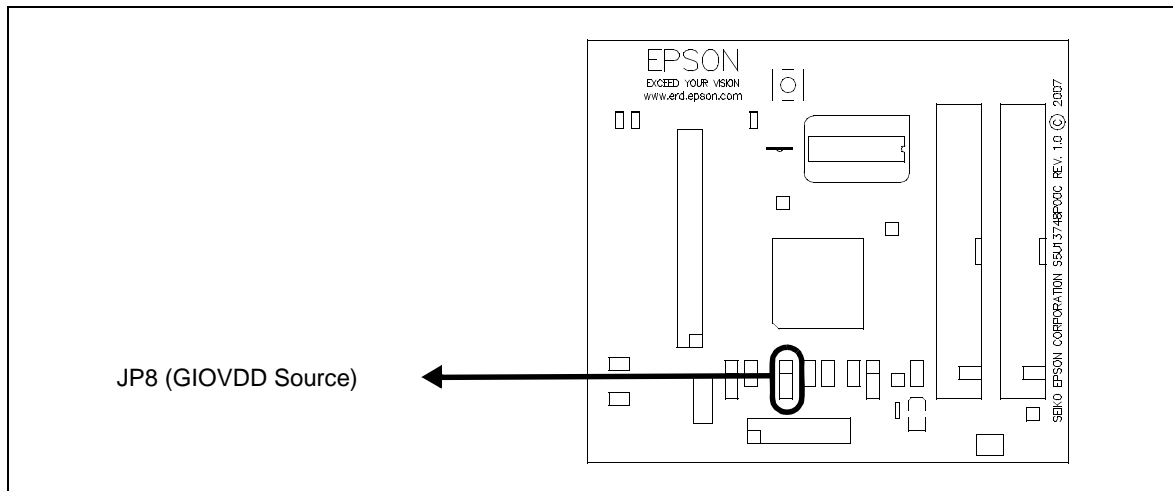 EPSON
EXCEED YOUR VISION
www.erd.epson.com
SEIKO EPSON CORPORATION S5U13748P00C REV. 1.0 © 2007
JP8 (GIOVDD Source)